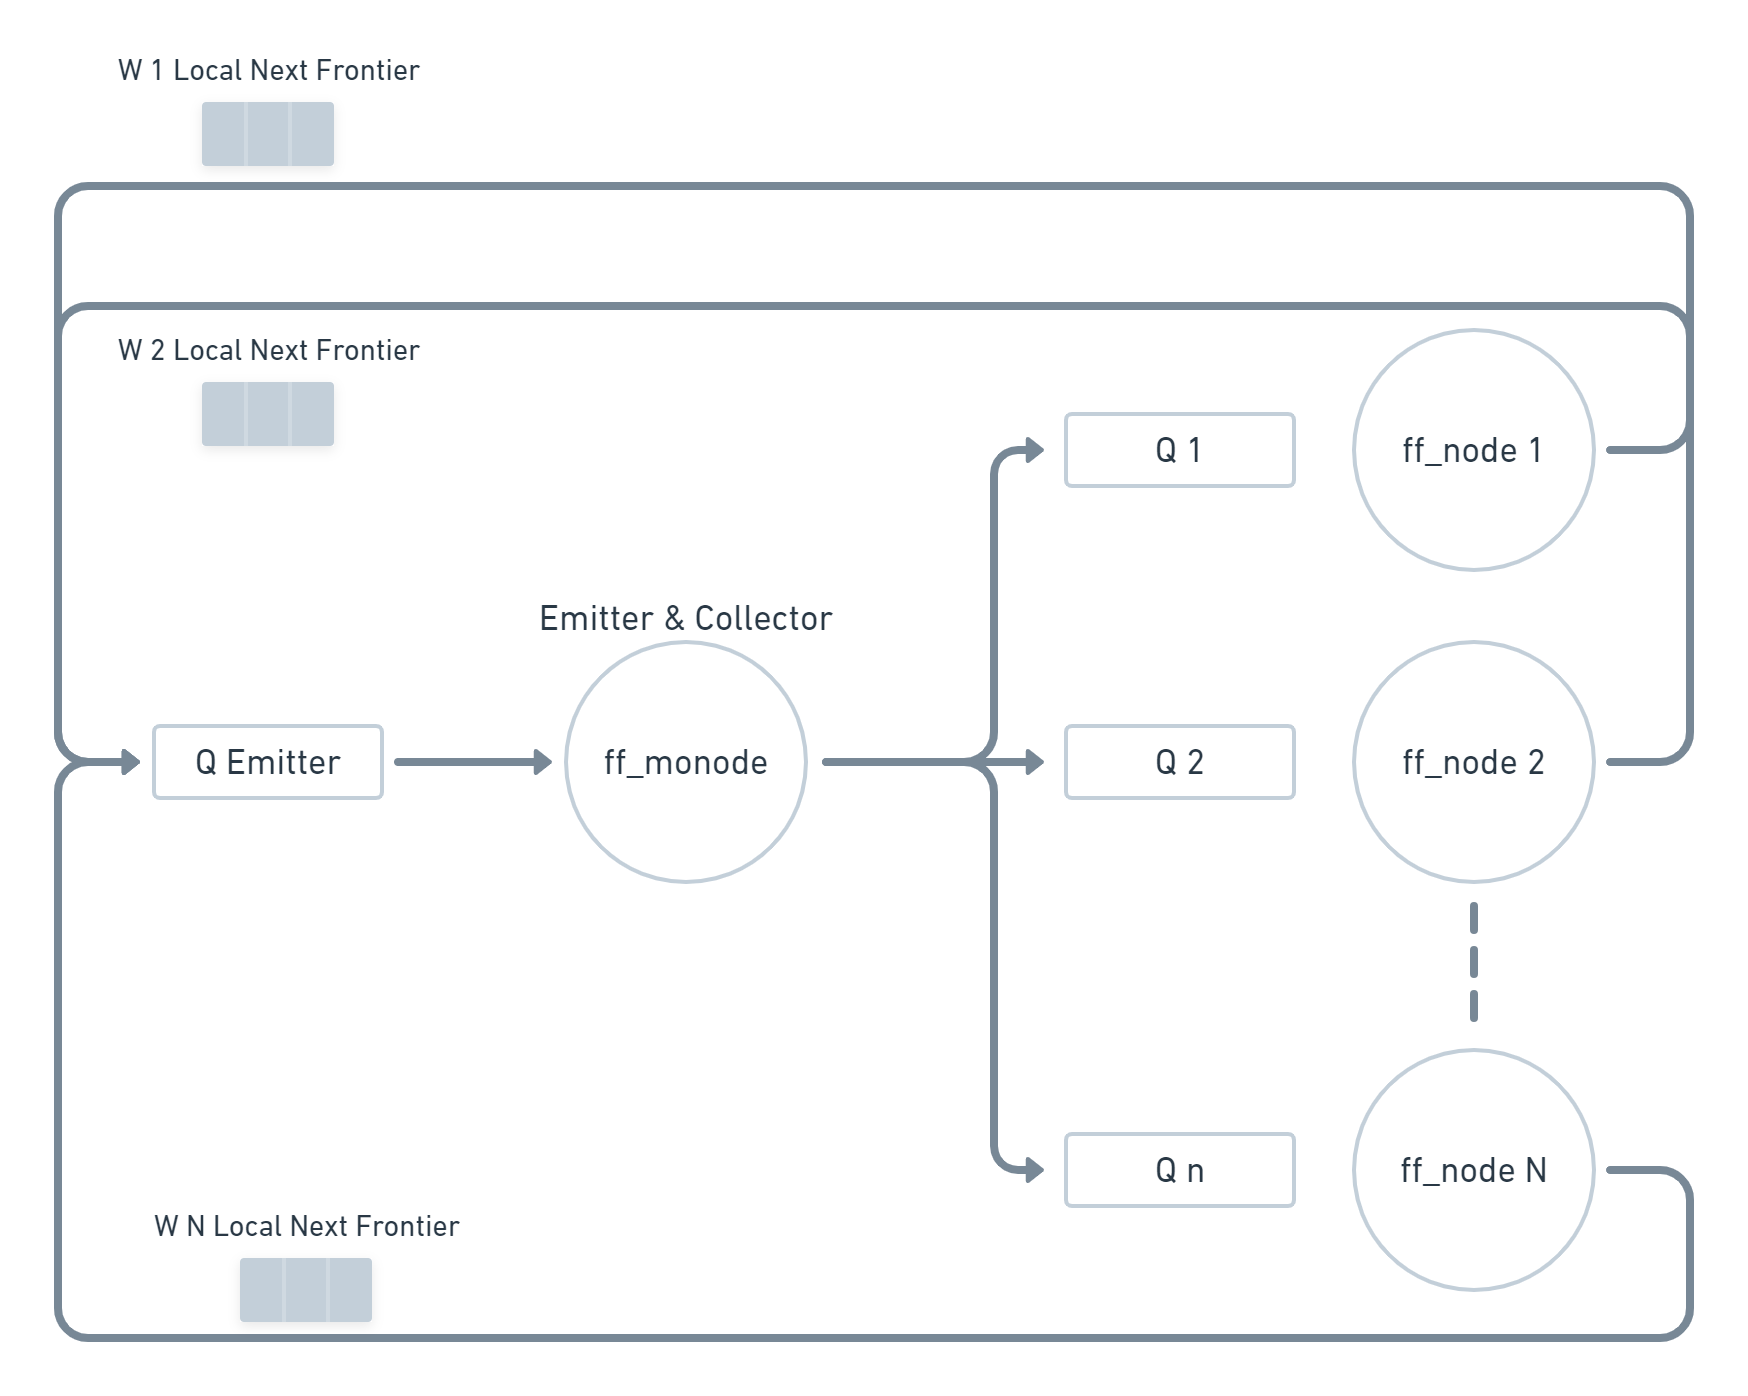 W 1 Local Next Frontier
W 2 Local Next Frontier
Q 1
ff_node 1
Emitter & Collector
Q Emitter
ff_monode
Q 2
ff_node 2
Q n
ff_node N
W N Local Next Frontier